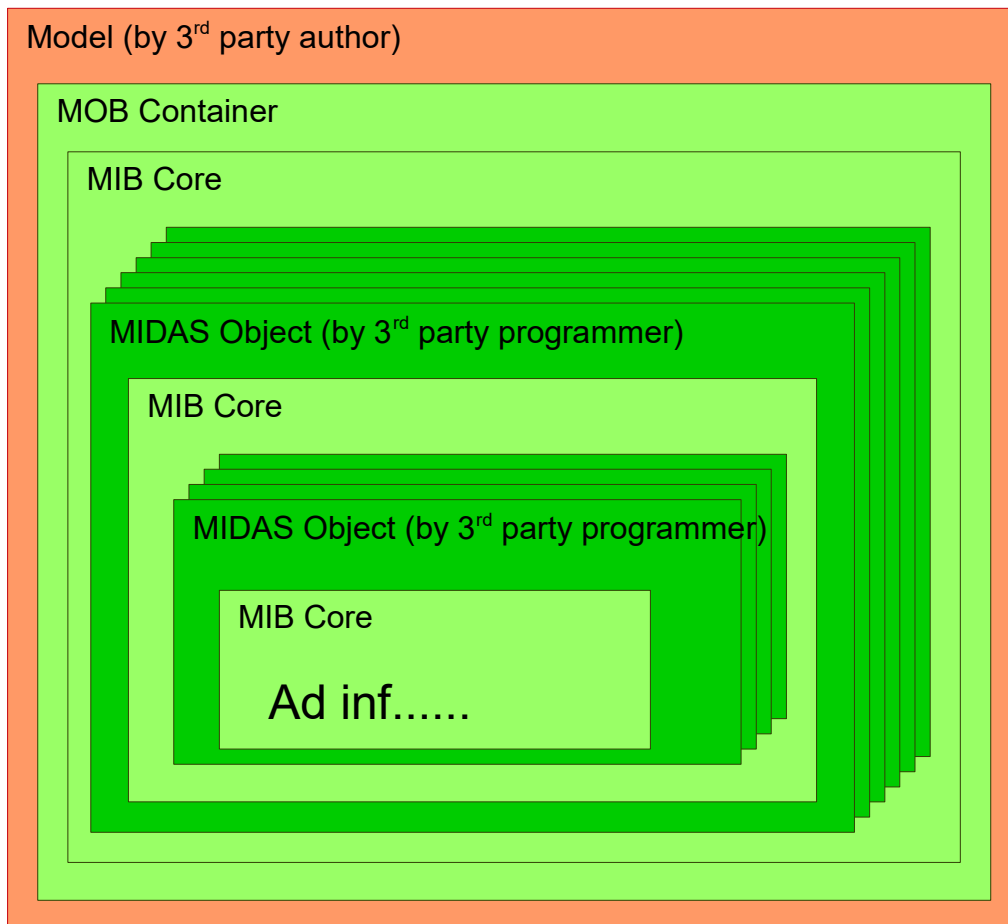 Model (by 3rd party author)
MOB Container
MIB Core
MIDAS Object (by 3rd party programmer)
MIB Core
MIDAS Object (by 3rd party programmer)
MIB Core
Ad inf......